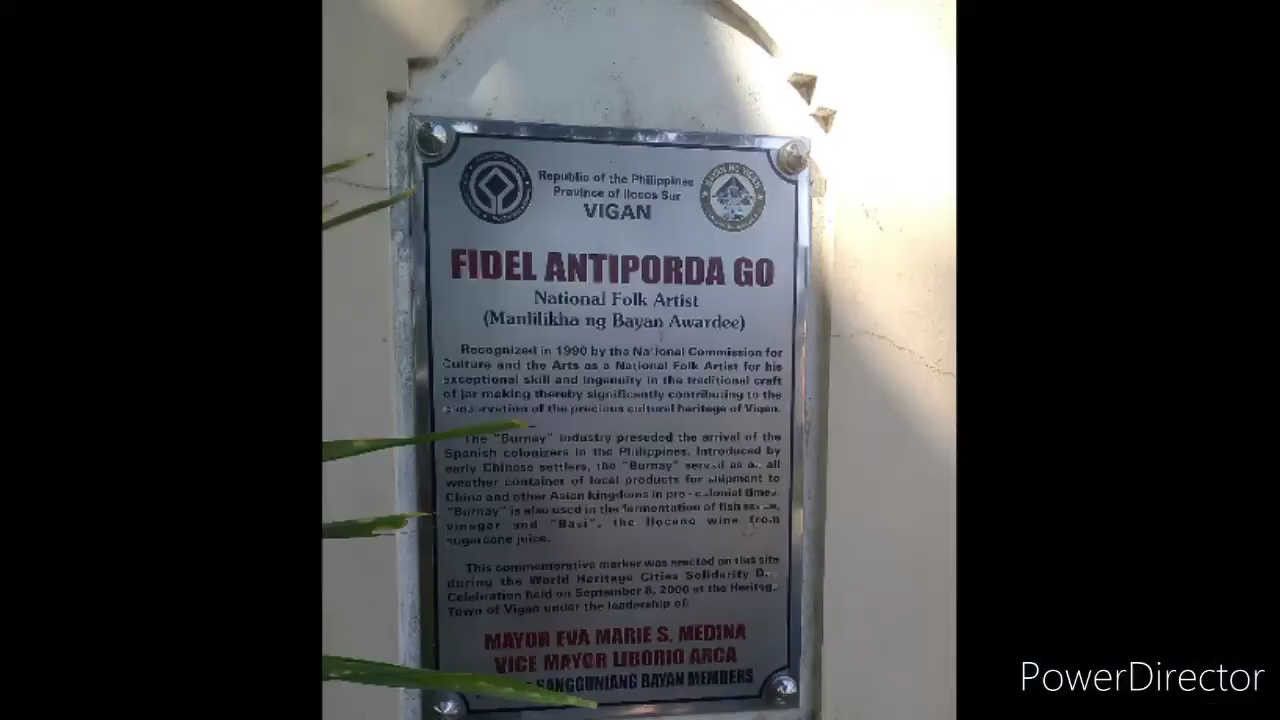 Republic of the Philippines
Province of Ilocos Sur
VIGAN
FIDEL ANTIPORDA GO
National Folk Artist
(Manlilikha ng Bayan Awardee)
Recognized in 1990 by the National Commission for
Culture and the Arts as a National Folk Artist for his
exceptional skill and ingenuity in the traditional craft
of jar making thereby significantly contributing to the
conservation of the precious cultural heritage of Vigan.
The "Burnay" industry preseded the arrival of the
Spanish colonizers in the Philippines. Introduced by
early Chinese settlers, the "Burnay" served as an all
weather container of local products for shipment to
China and other Asian kingdoms in pre-colonial times.
"Burnay" is also used in the fermentation of fish sauce,
vinegar and "Basi", the Ilocano wine from
sugarcane juice.
This commemorative marker was erected on this site
during the World Heritage Cities Solidarity
Celebration held on September 8, 2000 at the Heritage
Town of Vigan under the leadership of:
MAYOR EVA MARIE S. MEDINA
VICE MAYOR LIBORIO ARCA
SANGGUNIANG BAYAN MEMBERS
PowerDirector